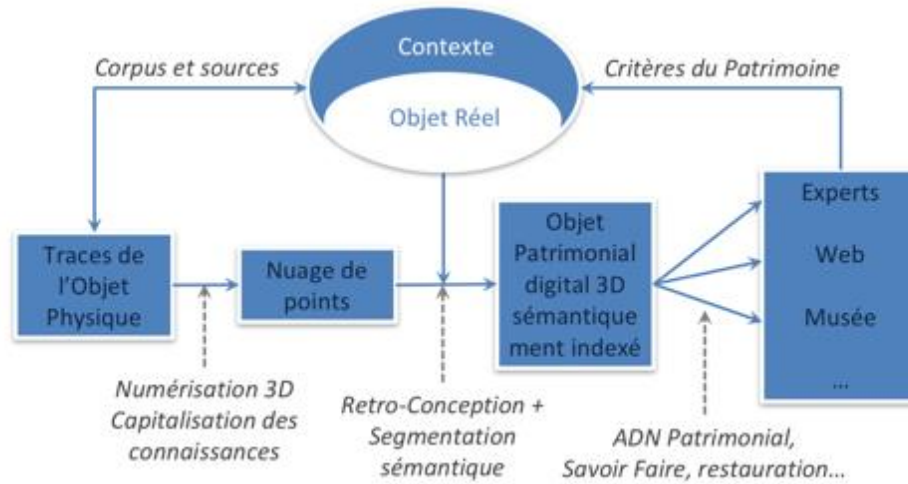 Contexte
Corpus et sources
Critères du Patrimoine
Objet Réel
Traces de
l'Objet
Physique
Nuage de
points
Objet
Patrimonial
digital 3D
sémantique
ment indexé
Experts
Web
Musée
...
Numérisation 3D
Capitalisation des
connaissances
Retro-Conception +
Segmentation
sémantique
ADN Patrimonial,
Savoir Faire, restauration...